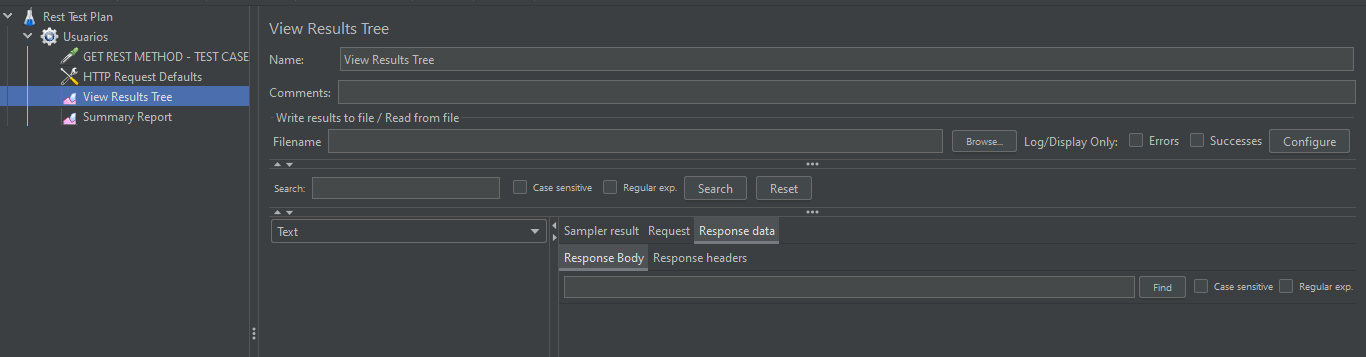 Rest Test Plan
Usuarios
GET REST METHOD - TEST CASE
HTTP Request Defaults
View Results Tree
Summary Report
View Results Tree
Name: View Results Tree
Comments:
Write results to file / Read from file
Filename Browse... Log/Display Only: Errors Successes Configure
Search: Case sensitive Regular exp. Search Reset
Text
Sampler result Request Response data
Response Body Response headers
Find Case sensitive Regular exp.